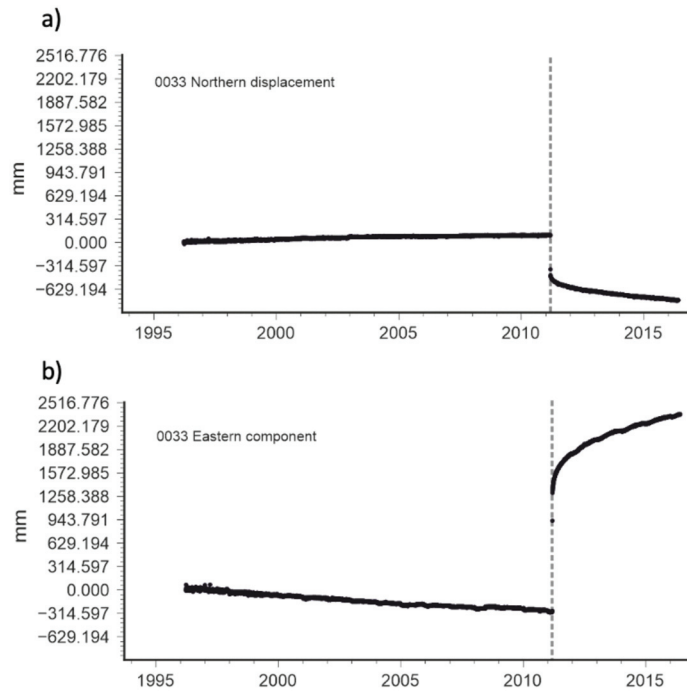 a)
2516.776
2202.179
1887.582
1572.985
1258.388
943.791
629.194
314.597
0.000
−314.597
−629.194
mm
0033 Northern displacement
1995 2000 2005 2010 2015
b)
2516.776
2202.179
1887.582
1572.985
1258.388
943.791
629.194
314.597
0.000
−314.597
−629.194
mm
0033 Eastern component
1995 2000 2005 2010 2015